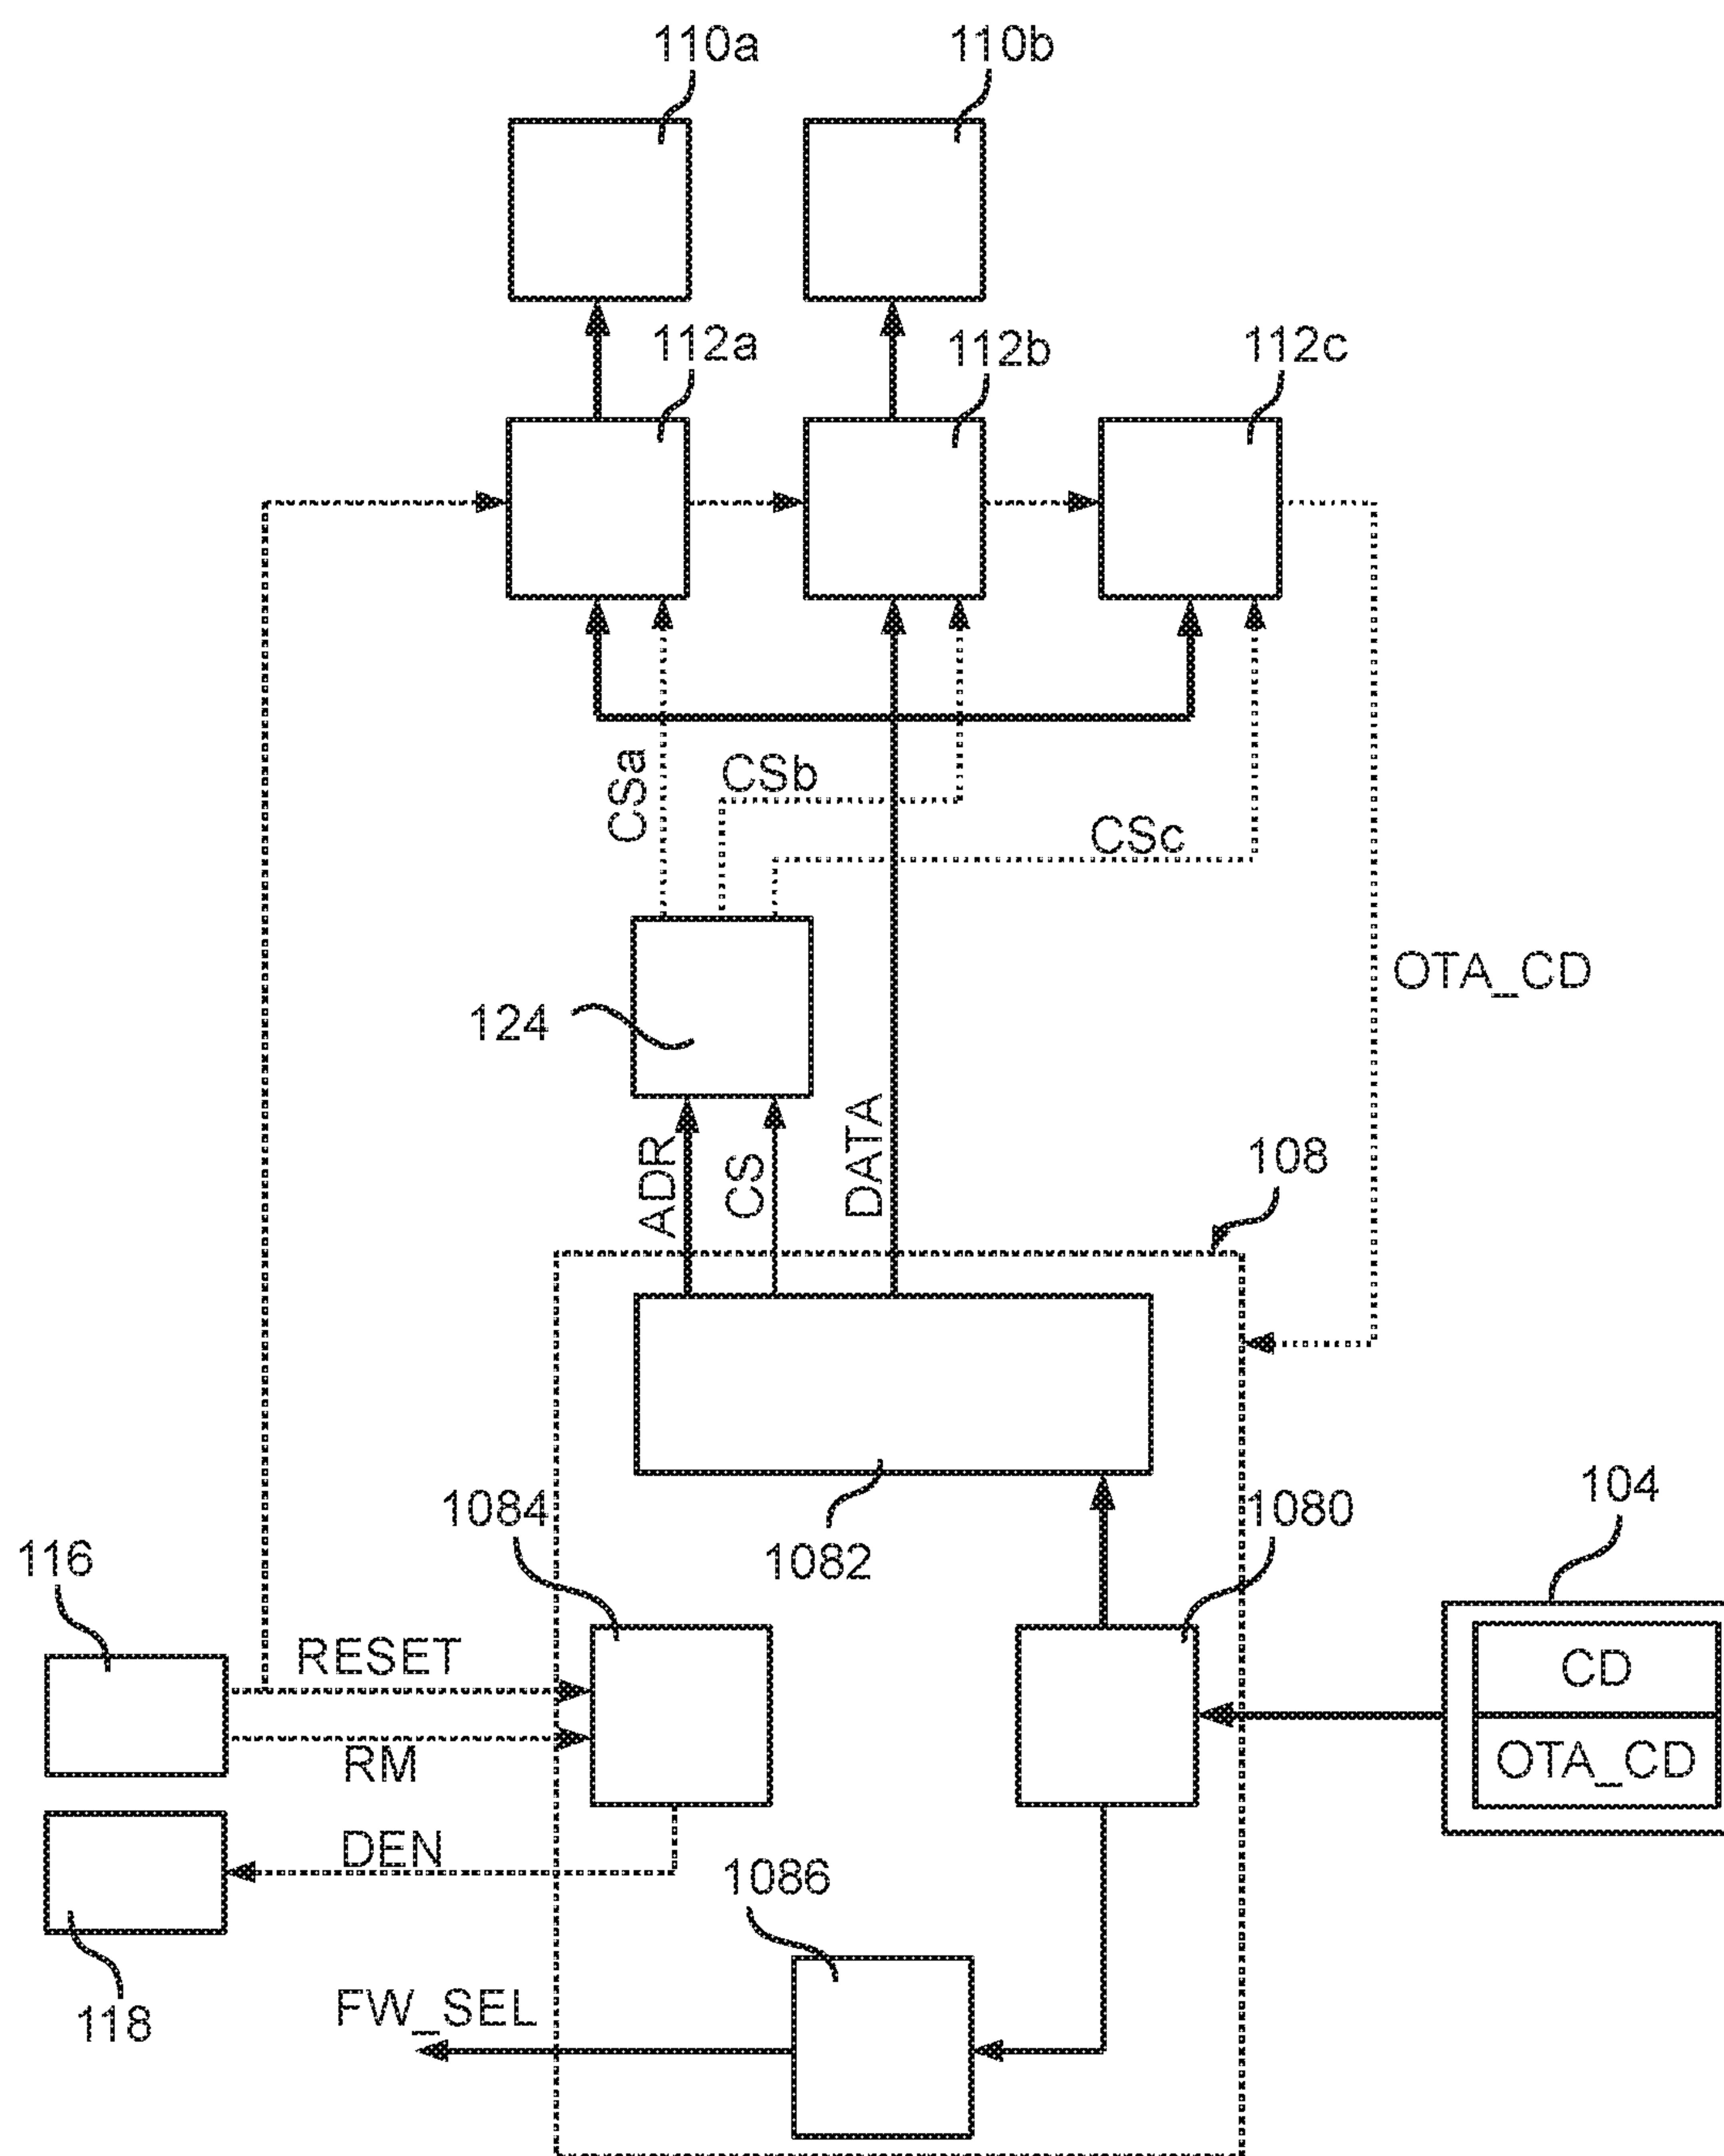 110a 110b
112a 112b 112c
CSa CSb
CSc
OTA_CD
124
ADR CS DATA
108
1084 1082 1080 104
116
RESET CD
RM OTA_CD
DEN
1086
118 FW_SEL